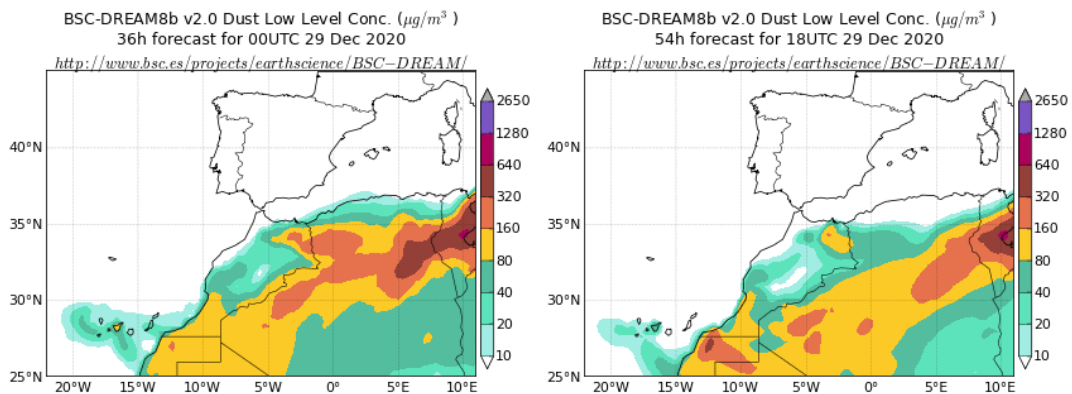 BSC-DREAM8b v2.0 Dust Low Level Conc. (μg/m³ )
36h forecast for 00UTC 29 Dec 2020
http://www.bsc.es/projects/earthscience/BSC−DREAM/
40°N
35°N
30°N
25°N
20°W
15°W
10°W
5°W
0°
5°E
10°E
2650
1280
640
320
160
80
40
20
10
BSC-DREAM8b v2.0 Dust Low Level Conc. (μg/m³ )
54h forecast for 18UTC 29 Dec 2020
http://www.bsc.es/projects/earthscience/BSC−DREAM/
40°N
35°N
30°N
25°N
20°W
15°W
10°W
5°W
0°
5°E
10°E
2650
1280
640
320
160
80
40
20
10